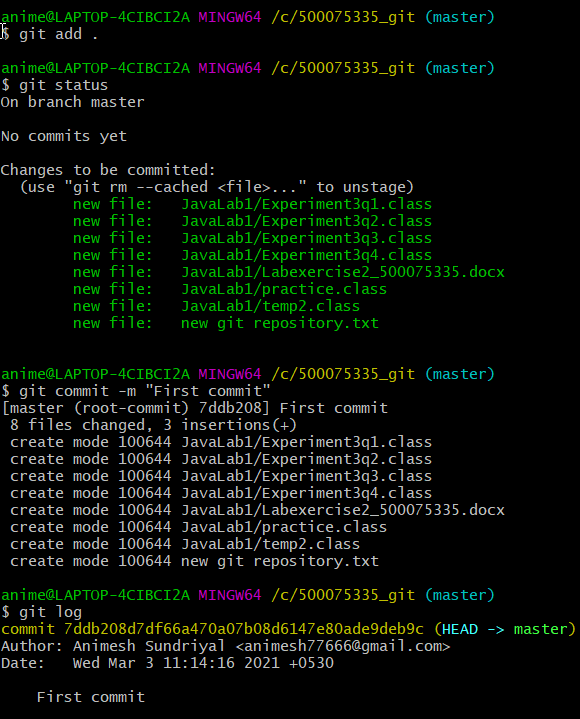 anime@LAPTOP-4CIBCI2A MINGW64 /c/500075335_git (master)
$ git add .
anime@LAPTOP-4CIBCI2A MINGW64 /c/500075335_git (master)
$ git status
On branch master
No commits yet
Changes to be committed:
  (use "git rm --cached <file>..." to unstage)
        new file:   JavaLab1/Experiment3q1.class
        new file:   JavaLab1/Experiment3q2.class
        new file:   JavaLab1/Experiment3q3.class
        new file:   JavaLab1/Experiment3q4.class
        new file:   JavaLab1/Labexercise2_500075335.docx
        new file:   JavaLab1/practice.class
        new file:   JavaLab1/temp2.class
        new file:   new git repository.txt
anime@LAPTOP-4CIBCI2A MINGW64 /c/500075335_git (master)
$ git commit -m "First commit"
[master (root-commit) 7ddb208] First commit
 8 files changed, 3 insertions(+)
 create mode 100644 JavaLab1/Experiment3q1.class
 create mode 100644 JavaLab1/Experiment3q2.class
 create mode 100644 JavaLab1/Experiment3q3.class
 create mode 100644 JavaLab1/Experiment3q4.class
 create mode 100644 JavaLab1/Labexercise2_500075335.docx
 create mode 100644 JavaLab1/practice.class
 create mode 100644 JavaLab1/temp2.class
 create mode 100644 new git repository.txt
anime@LAPTOP-4CIBCI2A MINGW64 /c/500075335_git (master)
$ git log
commit 7ddb208d7df66a470a07b08d6147e80ade9deb9c (HEAD -> master)
Author: Animesh Sundriyal <animesh77666@gmail.com>
Date:   Wed Mar 3 11:14:16 2021 +0530
    First commit